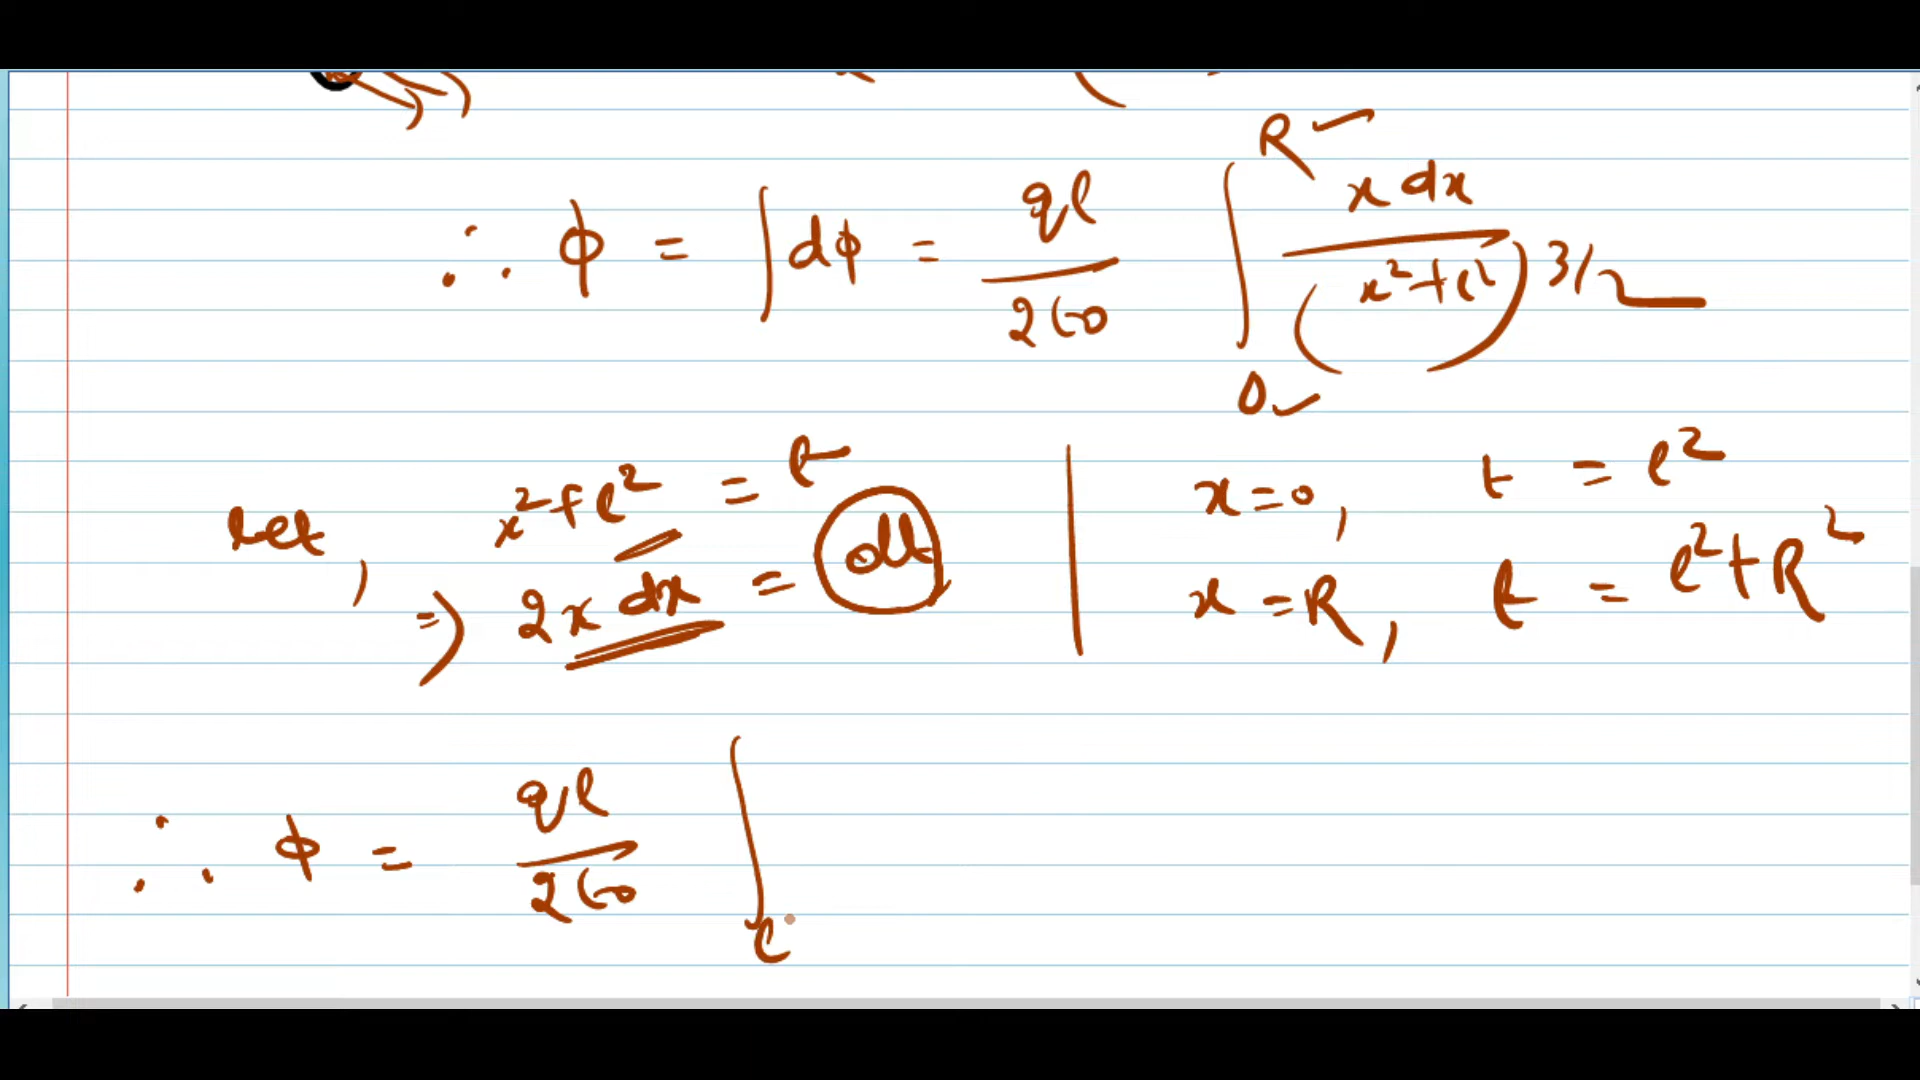 ∴ ϕ = ∫ dϕ = ql / 2ϵ0 ∫_0^R x dx / (x² + l²)^3/2
let, x² + l² = t | x = 0, t = l²
⇒ 2x dx = dt | x = R, t = l² + R²
∴ ϕ = ql / 2ϵ0 ∫_l